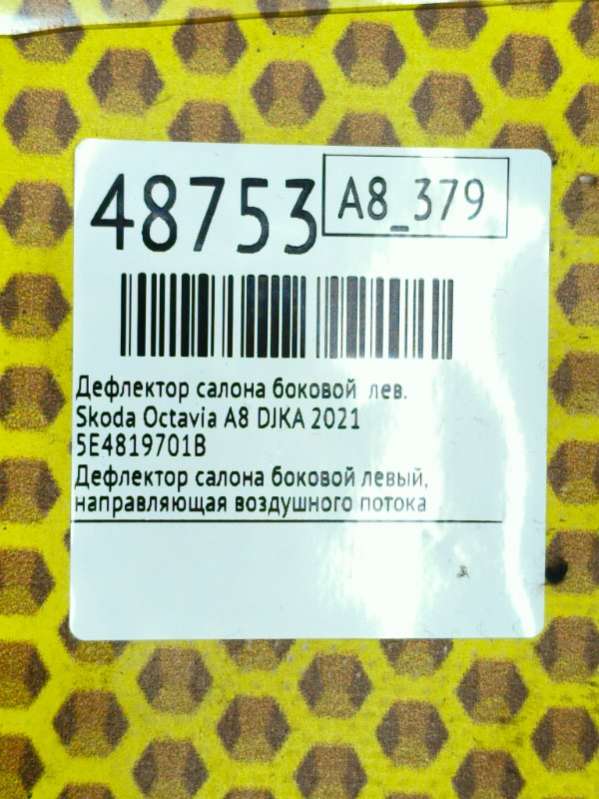 48753
A8_379
Дефлектор салона боковой лев.
Skoda Octavia A8 DJKA 2021
5E4819701B
Дефлектор салона боковой левый,
направляющая воздушного потока